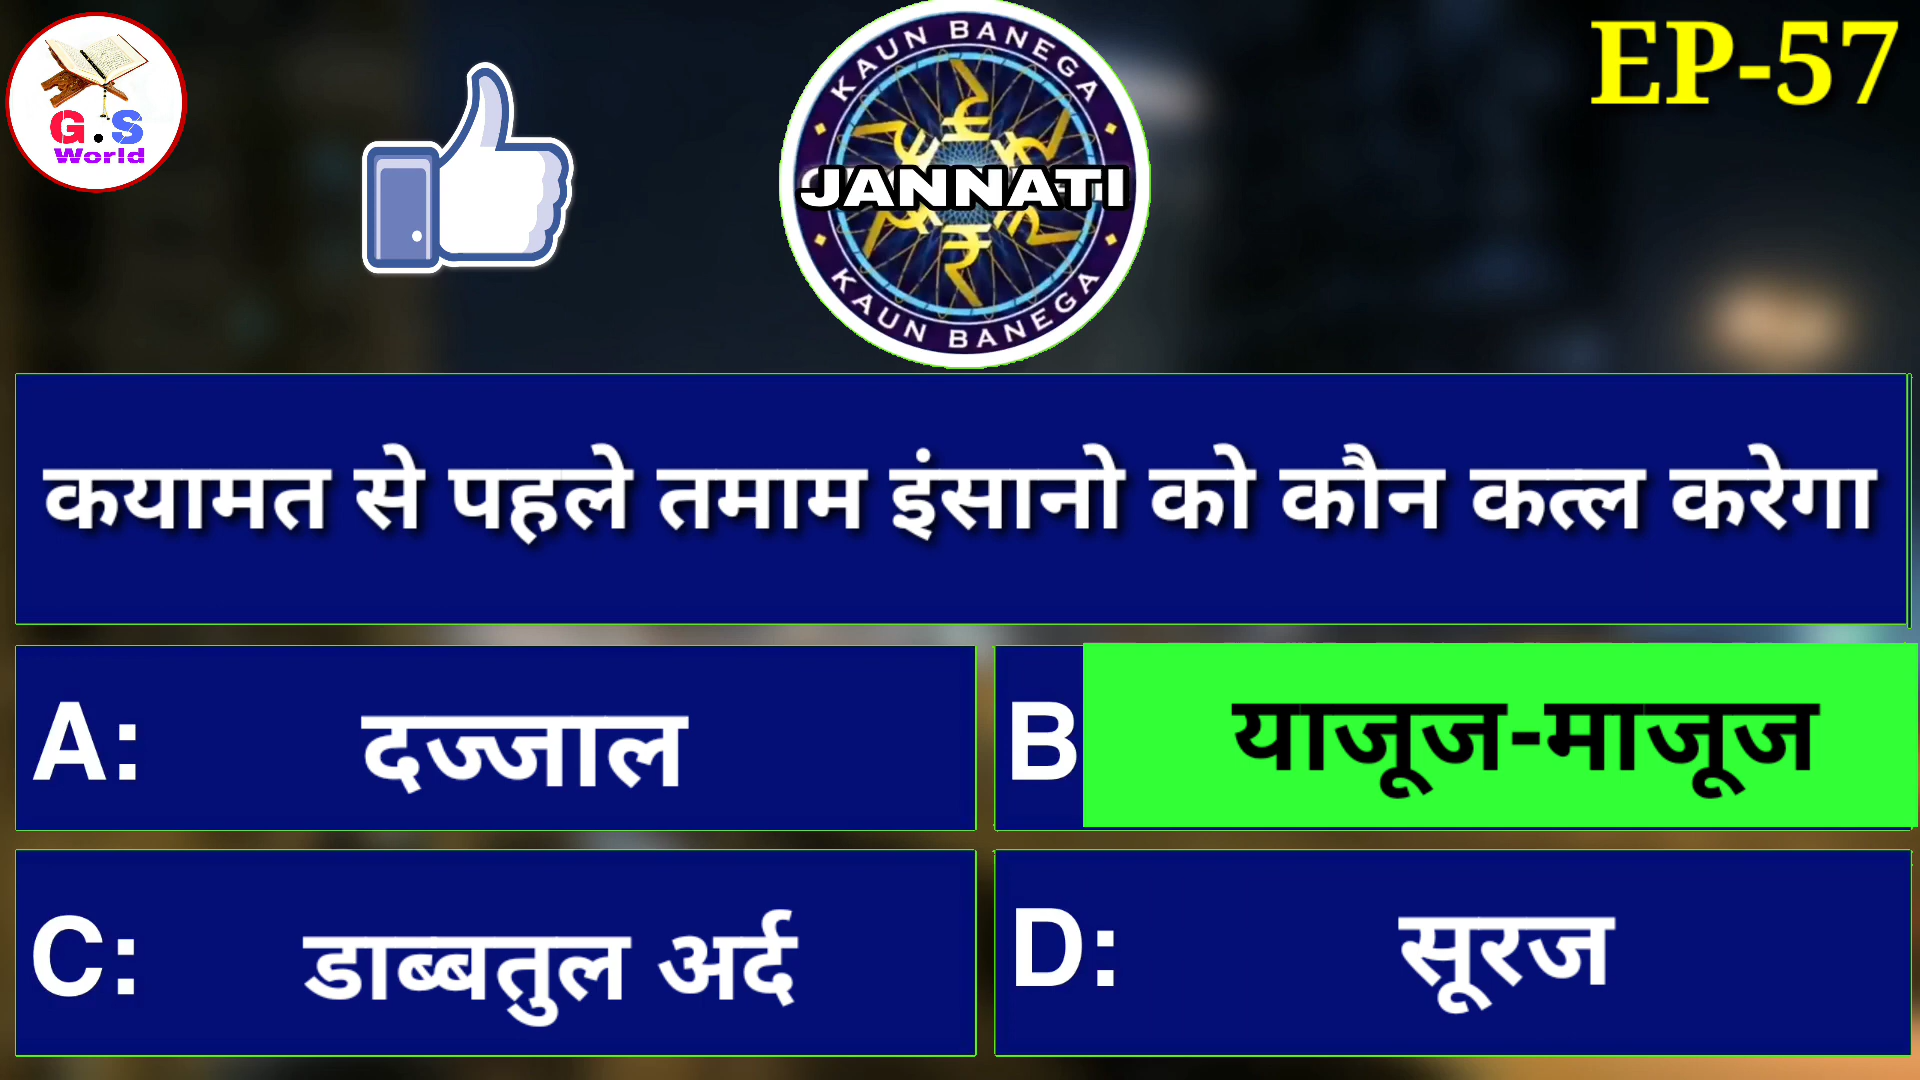 G.S
World
KAUN BANEGA
JANNATI
KAUN BANEGA
EP-57
कयामत से पहले तमाम इंसानो को कौन कत्ल करेगा
A: दज्जाल
B याजूज-माजूज
C: डाब्बतुल अर्द
D: सूरज